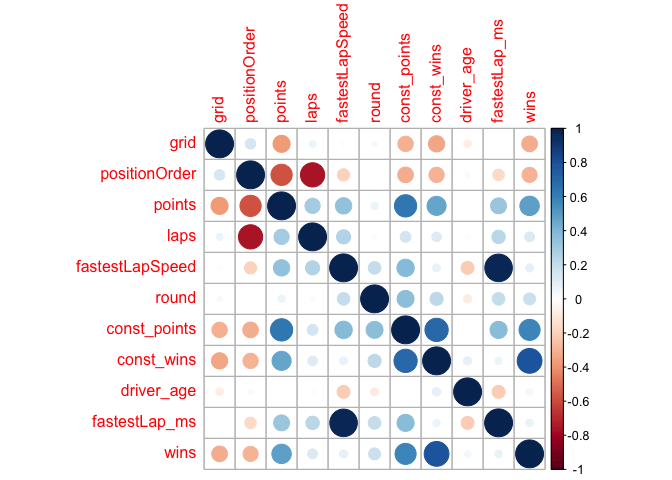 grid
positionOrder
points
laps
fastestLapSpeed
round
const_points
const_wins
driver_age
fastestLap_ms
wins
grid
positionOrder
points
laps
fastestLapSpeed
round
const_points
const_wins
driver_age
fastestLap_ms
wins
1
0.8
0.6
0.4
0.2
0
-0.2
-0.4
-0.6
-0.8
-1